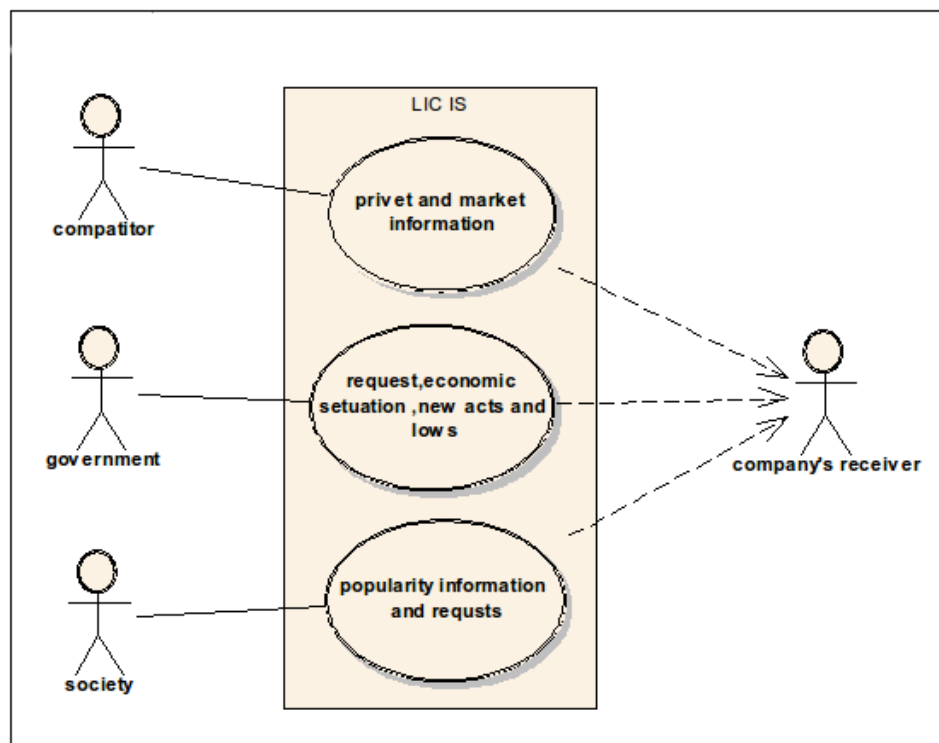 LIC IS
compatitor
privet and market
information
government
request,economic
setuation ,new acts and
lows
company's receiver
society
popularity information
and requsts